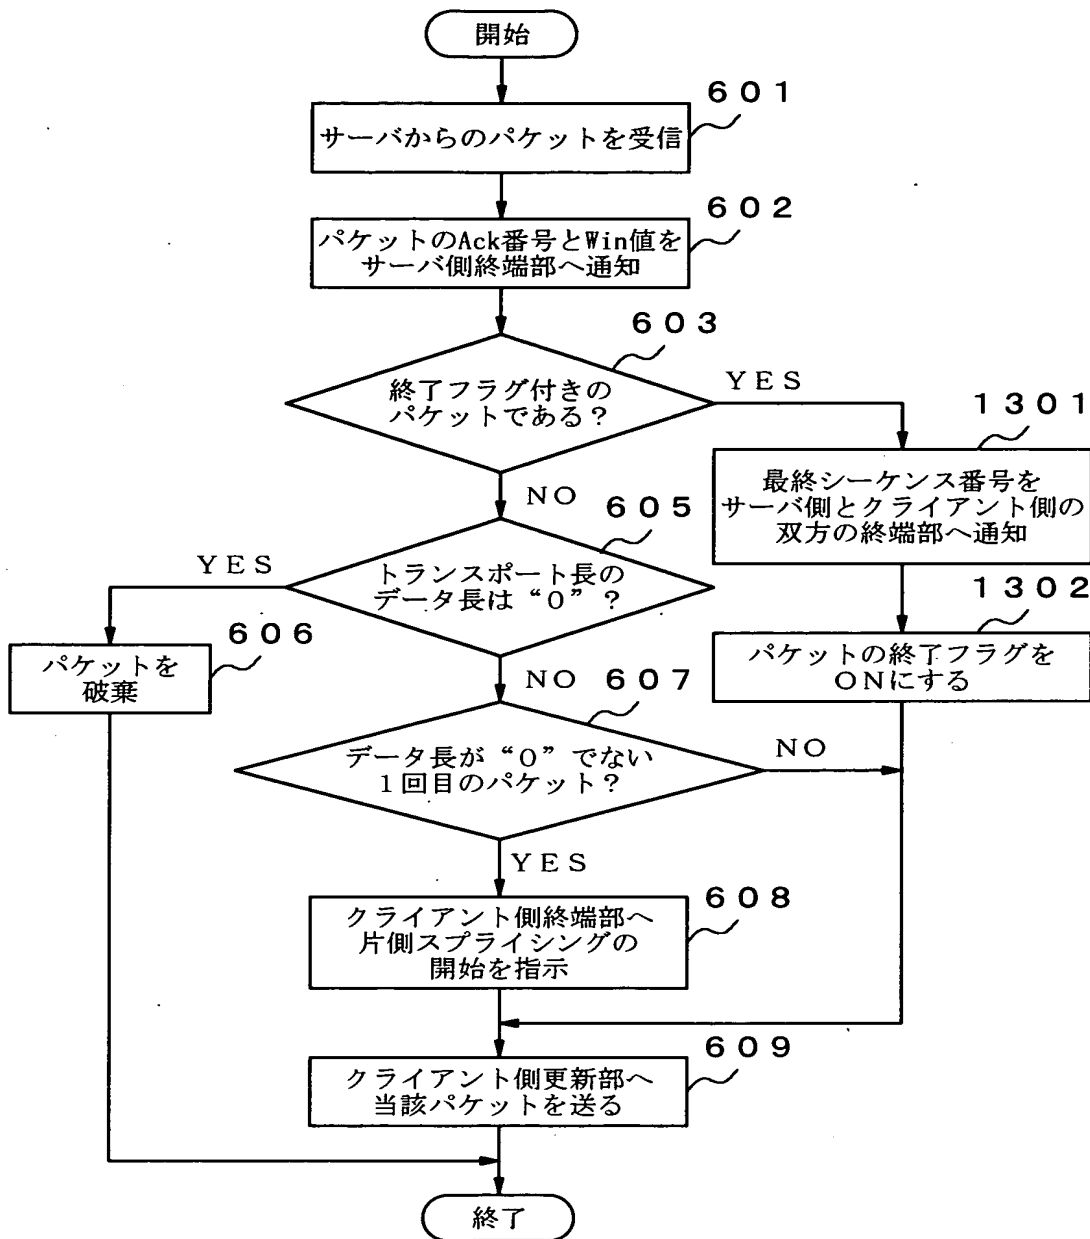 開始
601
サーバからのパケットを受信
602
パケットのAck番号とWin値を
サーバ側終端部へ通知
603
終了フラグ付きの
パケットである?
YES
NO
1301
最終シーケンス番号を
サーバ側とクライアント側の
双方の終端部へ通知
605
トランスポート長の
データ長は“0”?
YES
NO
1302
パケットの終了フラグを
ONにする
606
パケットを
破棄
607
データ長が“0”でない
1回目のパケット?
NO
YES
608
クライアント側終端部へ
片側スプライシングの
開始を指示
609
クライアント側更新部へ
当該パケットを送る
終了